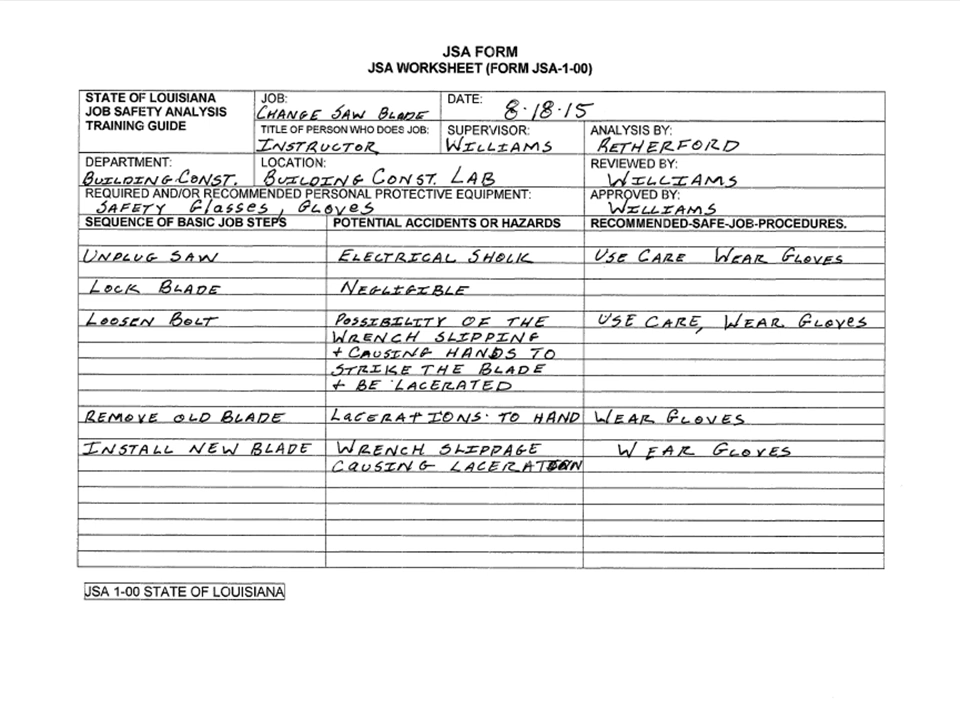 JSA FORM
JSA WORKSHEET (FORM JSA-1-00)
STATE OF LOUISIANA
JOB SAFETY ANALYSIS
TRAINING GUIDE
JOB:
CHANGE SAW BLADE
DATE: 8·18·15
TITLE OF PERSON WHO DOES JOB:
INSTRUCTOR
SUPERVISOR:
WILLIAMS
ANALYSIS BY:
RETHERFORD
DEPARTMENT:
BUILDING CONST.
LOCATION:
BUILDING CONST. LAB
REVIEWED BY:
WILLIAMS
REQUIRED AND/OR RECOMMENDED PERSONAL PROTECTIVE EQUIPMENT:
SAFETY Glasses, GLOVES
APPROVED BY:
WILLIAMS
SEQUENCE OF BASIC JOB STEPS POTENTIAL ACCIDENTS OR HAZARDS RECOMMENDED-SAFE-JOB-PROCEDURES.
UNPLUG SAW ELECTRICAL SHOCK USE CARE WEAR GLOVES
LOCK BLADE NEGLIGIBLE
LOOSEN BOLT POSSIBILITY OF THE USE CARE, WEAR GLOVES
WRENCH SLIPPING
+ CAUSING HANDS TO
STRIKE THE BLADE
+ BE LACERATED
REMOVE OLD BLADE LACERATIONS TO HAND WEAR GLOVES
INSTALL NEW BLADE WRENCH SLIPPAGE WEAR GLOVES
CAUSING LACERATION
JSA 1-00 STATE OF LOUISIANA